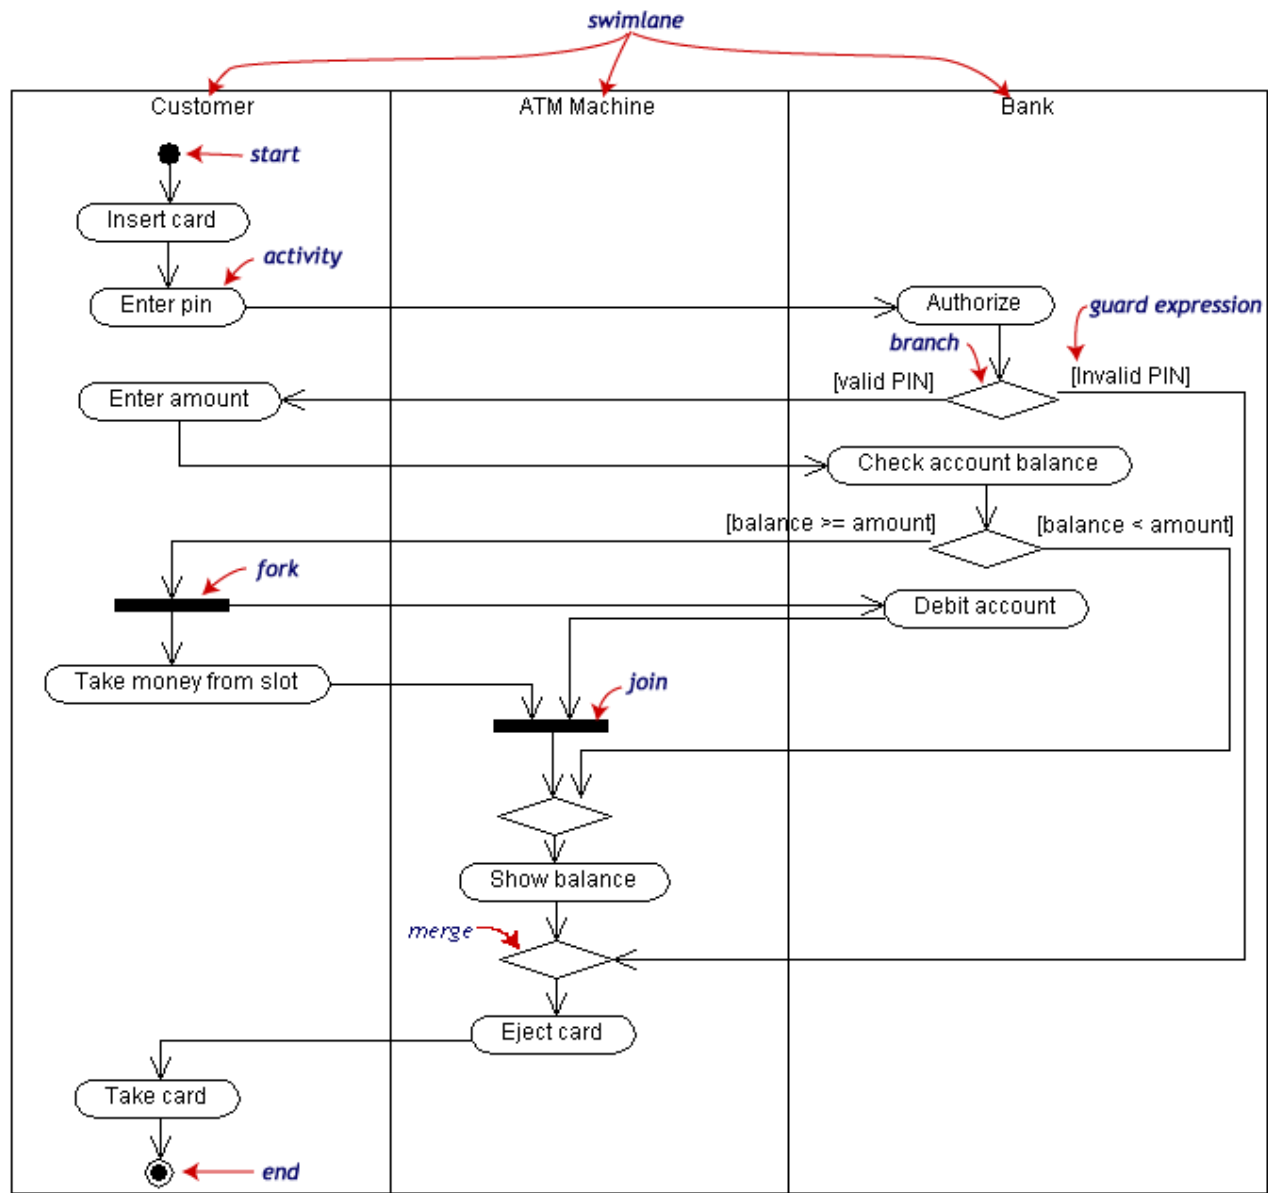 swimlane
Customer
ATM Machine
Bank
start
Insert card
activity
Enter pin
Authorize
guard expression
branch
[valid PIN]
[Invalid PIN]
Enter amount
Check account balance
[balance >= amount]
[balance < amount]
fork
Debit account
Take money from slot
join
Show balance
merge
Eject card
Take card
end